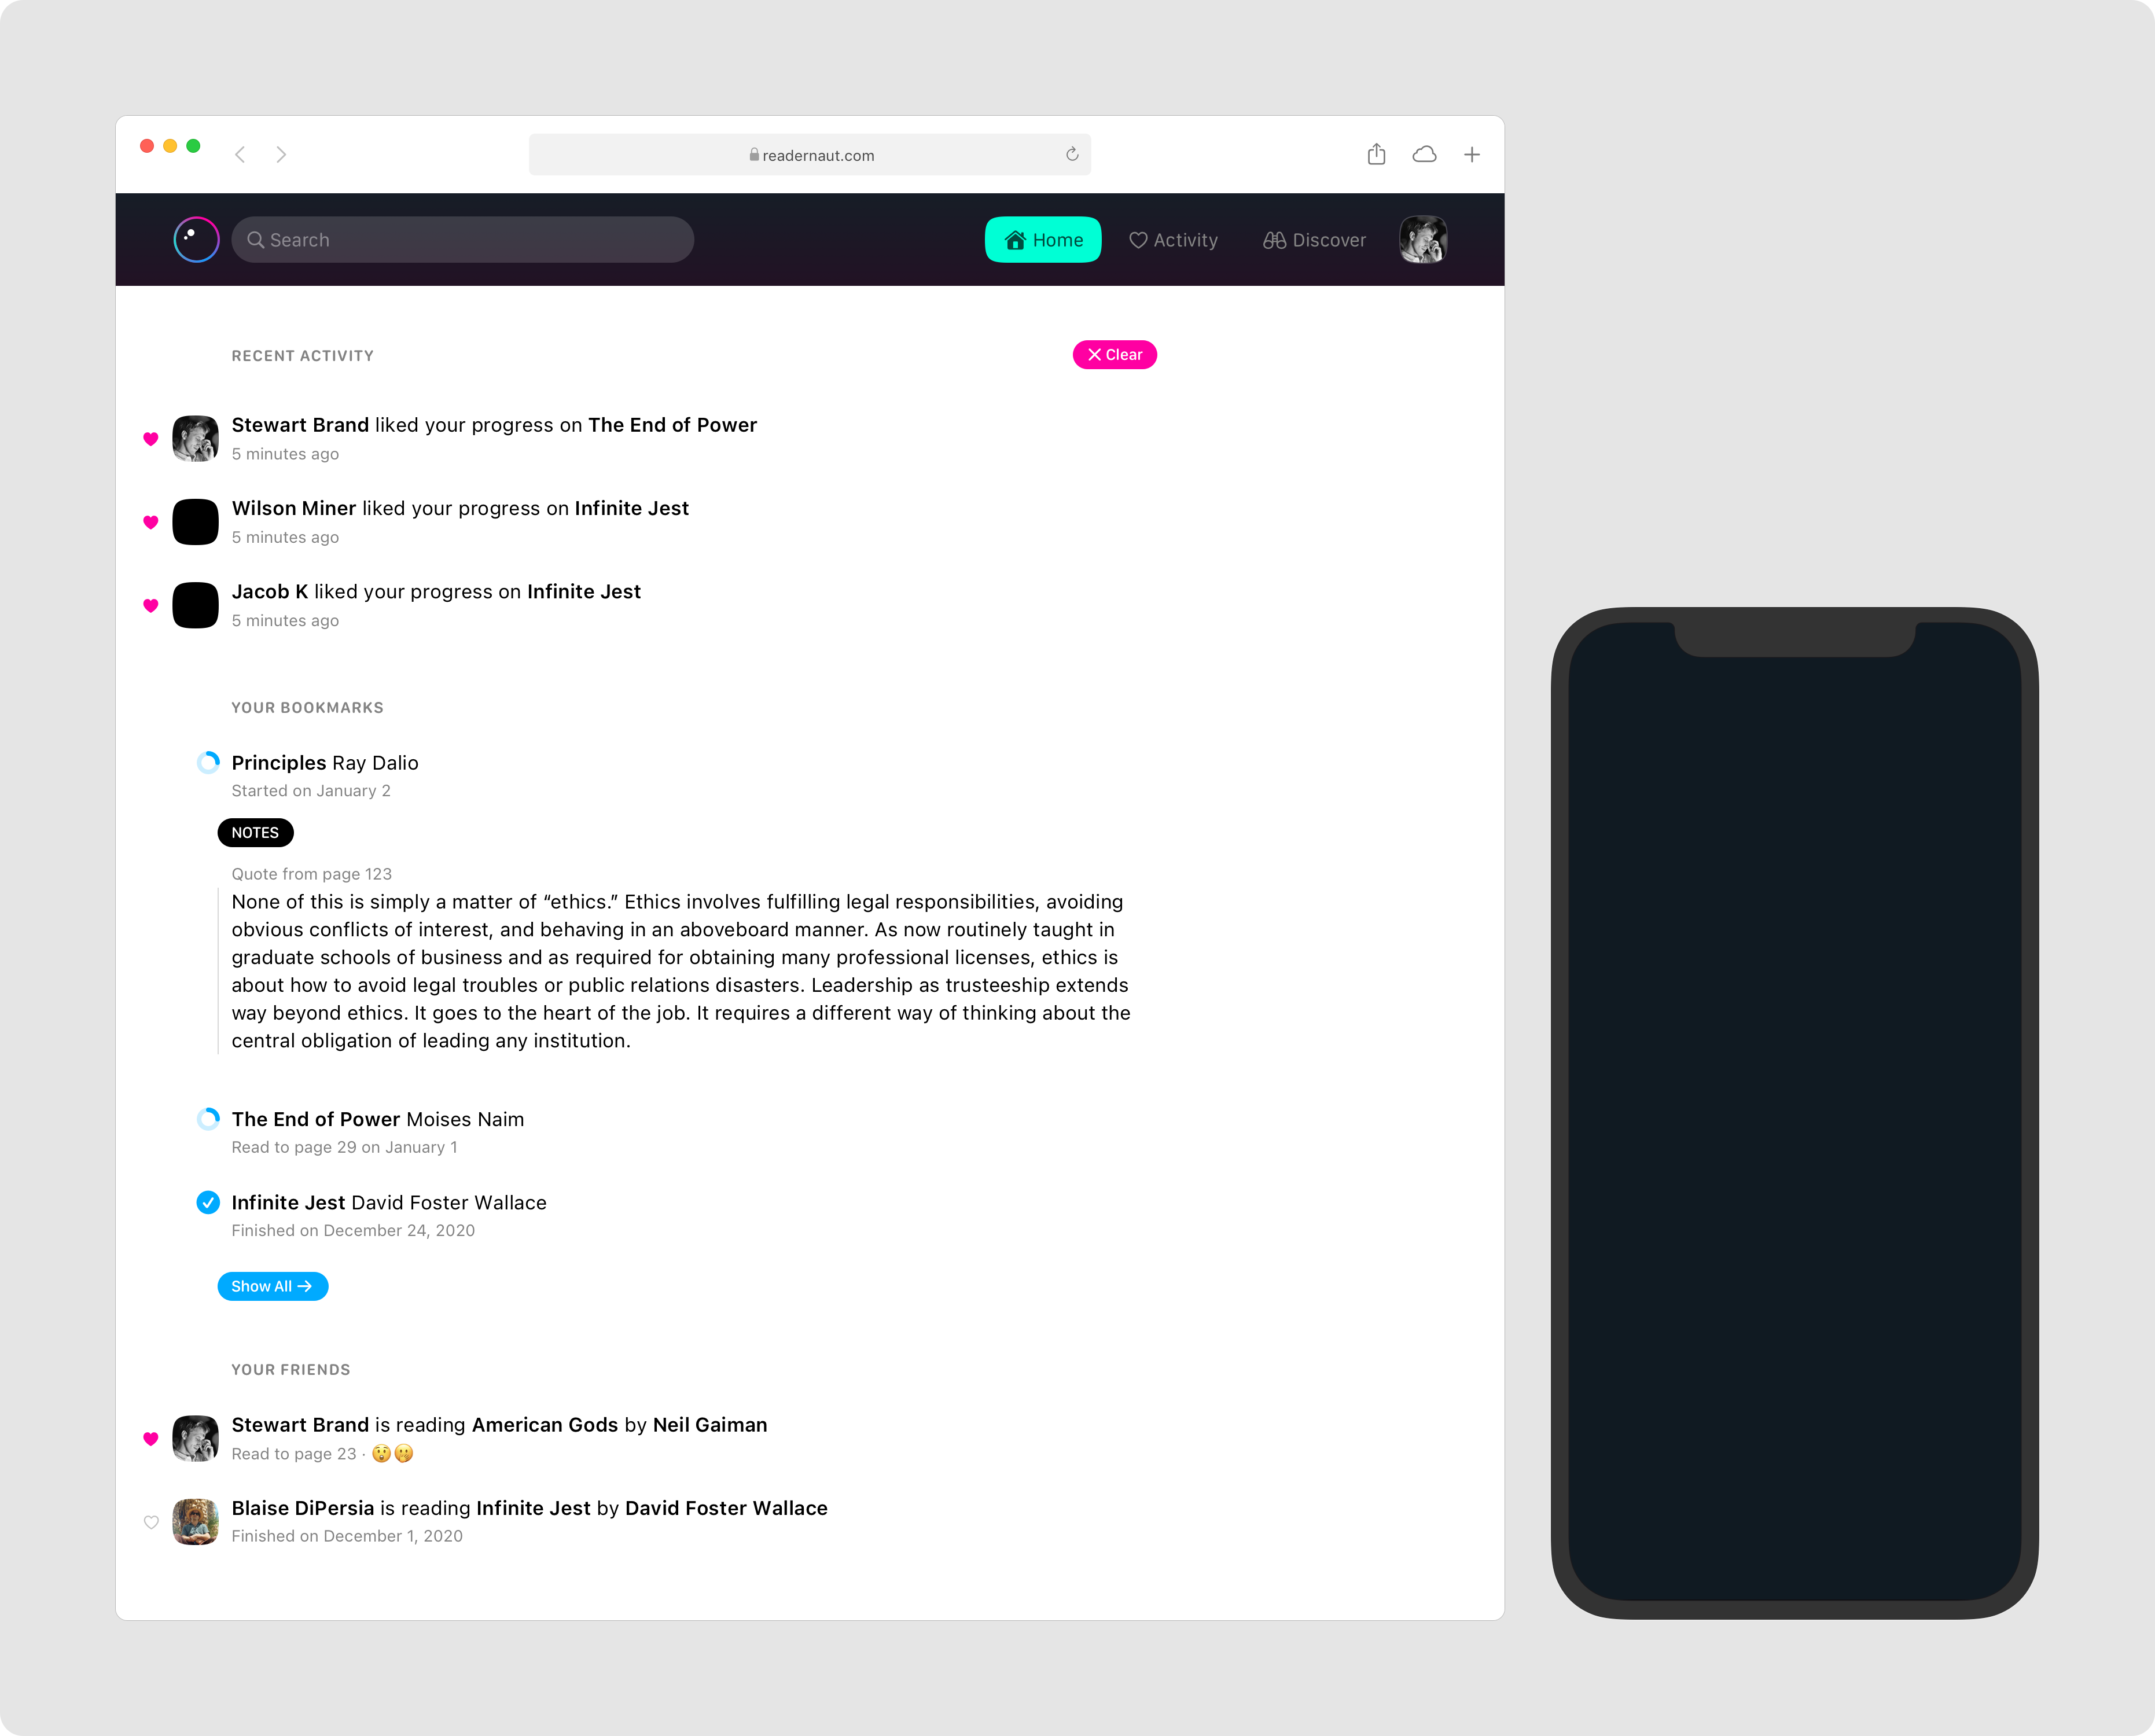 readernaut.com
Search
Home
Activity
Discover
RECENT ACTIVITY
Clear
Stewart Brand liked your progress on The End of Power
5 minutes ago
Wilson Miner liked your progress on Infinite Jest
5 minutes ago
Jacob K liked your progress on Infinite Jest
5 minutes ago
YOUR BOOKMARKS
Principles Ray Dalio
Started on January 2
NOTES
Quote from page 123
None of this is simply a matter of “ethics.” Ethics involves fulfilling legal responsibilities, avoiding
obvious conflicts of interest, and behaving in an aboveboard manner. As now routinely taught in
graduate schools of business and as required for obtaining many professional licenses, ethics is
about how to avoid legal troubles or public relations disasters. Leadership as trusteeship extends
way beyond ethics. It goes to the heart of the job. It requires a different way of thinking about the
central obligation of leading any institution.
The End of Power Moises Naim
Read to page 29 on January 1
Infinite Jest David Foster Wallace
Finished on December 24, 2020
Show All →
YOUR FRIENDS
Stewart Brand is reading American Gods by Neil Gaiman
Read to page 23 · 😲🤭
Blaise DiPersia is reading Infinite Jest by David Foster Wallace
Finished on December 1, 2020